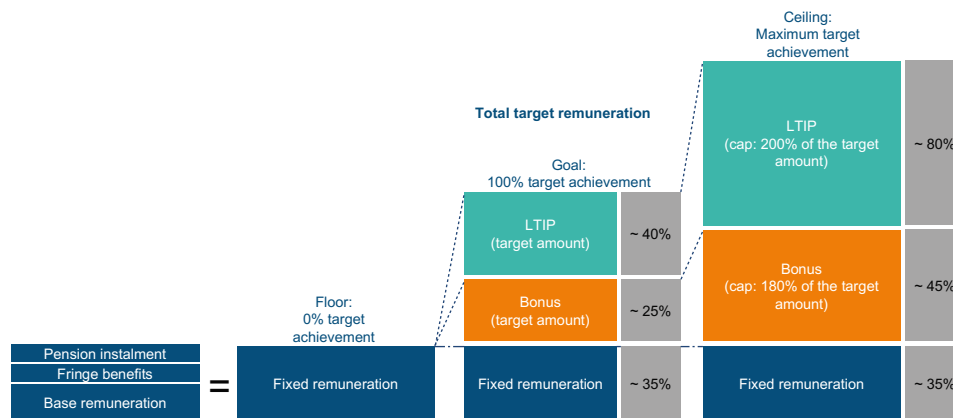 Ceiling:
Maximum target
achievement
LTIP
(cap: 200% of the target
amount)
~ 80%
Total target remuneration
Goal:
100% target achievement
LTIP
(target amount)
~ 40%
Bonus
(cap: 180% of the target
amount)
~ 45%
Floor:
0% target
achievement
Bonus
(target amount)
~ 25%
Pension instalment
Fringe benefits
Base remuneration
=
Fixed remuneration
Fixed remuneration
~ 35%
Fixed remuneration
~ 35%